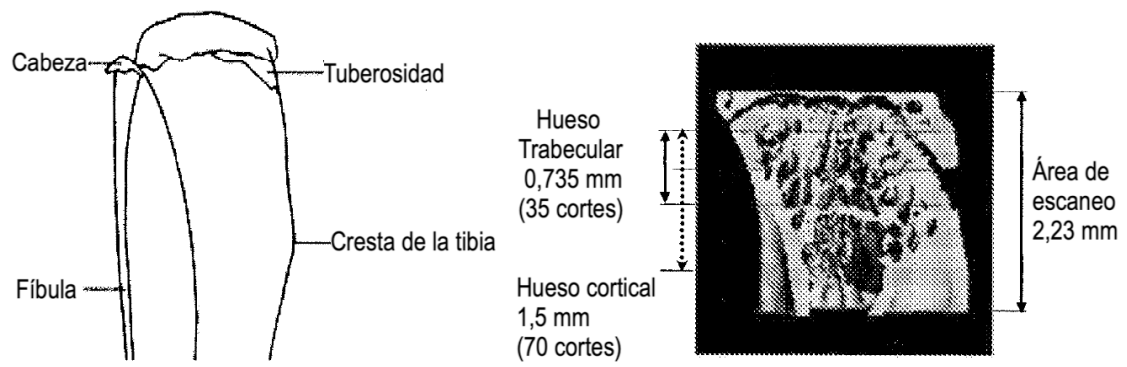 Cabeza
Tuberosidad
Cresta de la tibia
Fíbula
Hueso
Trabecular
0,735 mm
(35 cortes)
Hueso cortical
1,5 mm
(70 cortes)
Área de
escaneo
2,23 mm